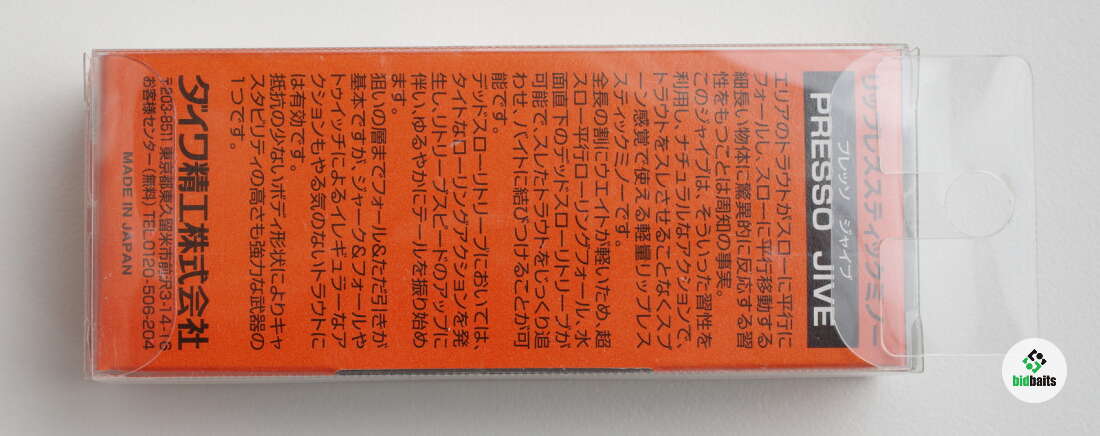 リップレススティックミノー
PRESSO JIVE
プレッソ ジャイブ
エリアのトラウトがスローに平行に
フォールし、スローに平行移動する
細長い物体に驚異的に反応する習
性をもつことは周知の事実。
このジャイブは、そういった習性を
利用し、ナチュラルなアクションで、
トラウトをスレさせることなくスプ
ーン感覚で使える軽量リップレス
スティックミノーです。
全長の割にウエイトが軽いため、超
スロー平行ローリングフォール、水
面直下のデッドスローリトリーブが
可能で、スレたトラウトをじっくり追
わせ、バイトに結びつけることが可
能です。
デッドスローリトリーブにおいては、
タイトなローリングアクションを発
生し、リトリーブスピードのアップに
伴い、ゆるやかにテールを振り始め
ます。
狙いの層までフォール&ただ引きが
基本ですが、ジャーク&フォールや
トゥイッチによるイレギュラーなア
クションもやる気のないトラウトに
は有効です。
抵抗の少ないボディ形状によりキャ
スタビリティの高さも強力な武器の
1つです。
ダイワ精工株式会社
〒203-8511 東京都東久留米市前沢3-14-16
お客様センター(無料) TEL0120-506-204
MADE IN JAPAN
bidbaits